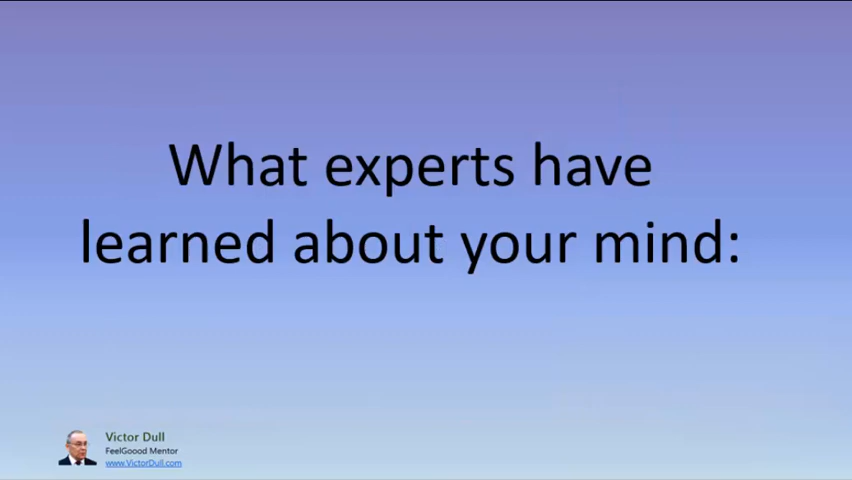 What experts have
learned about your mind:
Victor Dull
FeelGoood Mentor
www.VictorDull.com